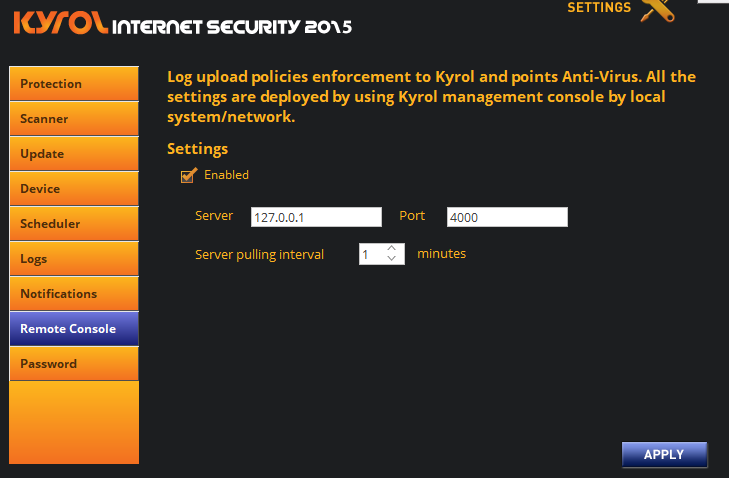 SETTINGS
KYROL INTERNET SECURITY 2015
Protection
Scanner
Update
Device
Scheduler
Logs
Notifications
Remote Console
Password
Log upload policies enforcement to Kyrol and points Anti-Virus. All the
settings are deployed by using Kyrol management console by local
system/network.
Settings
Enabled
Server 127.0.0.1 Port 4000
Server pulling interval 1 minutes
APPLY